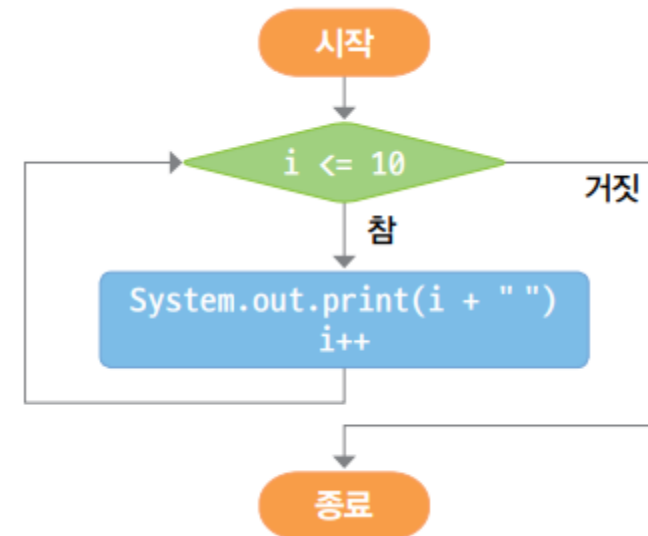 시작
i <= 10
거짓
참
System.out.print(i + " ")
i++
종료